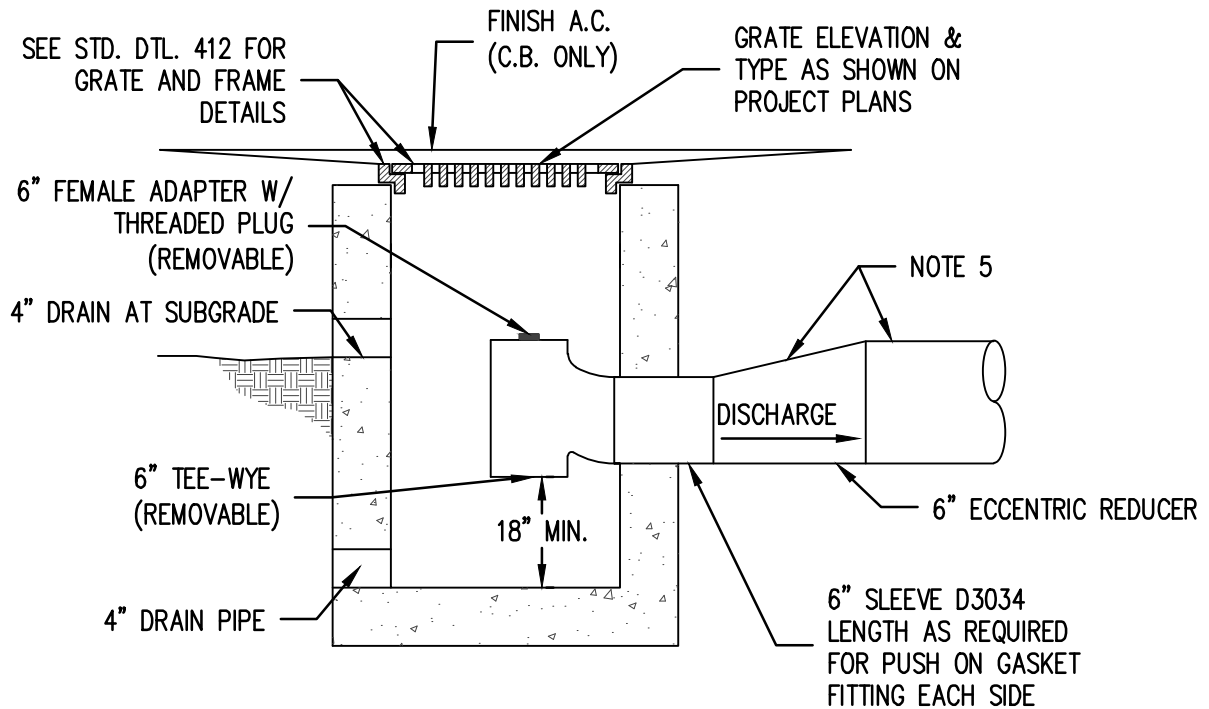 FINISH A.C.
(C.B. ONLY)
SEE STD. DTL. 412 FOR
GRATE AND FRAME
DETAILS
GRATE ELEVATION &
TYPE AS SHOWN ON
PROJECT PLANS
6" FEMALE ADAPTER W/
THREADED PLUG
(REMOVABLE)
NOTE 5
4" DRAIN AT SUBGRADE
DISCHARGE
6" TEE-WYE
(REMOVABLE)
18" MIN.
6" ECCENTRIC REDUCER
4" DRAIN PIPE
6" SLEEVE D3034
LENGTH AS REQUIRED
FOR PUSH ON GASKET
FITTING EACH SIDE